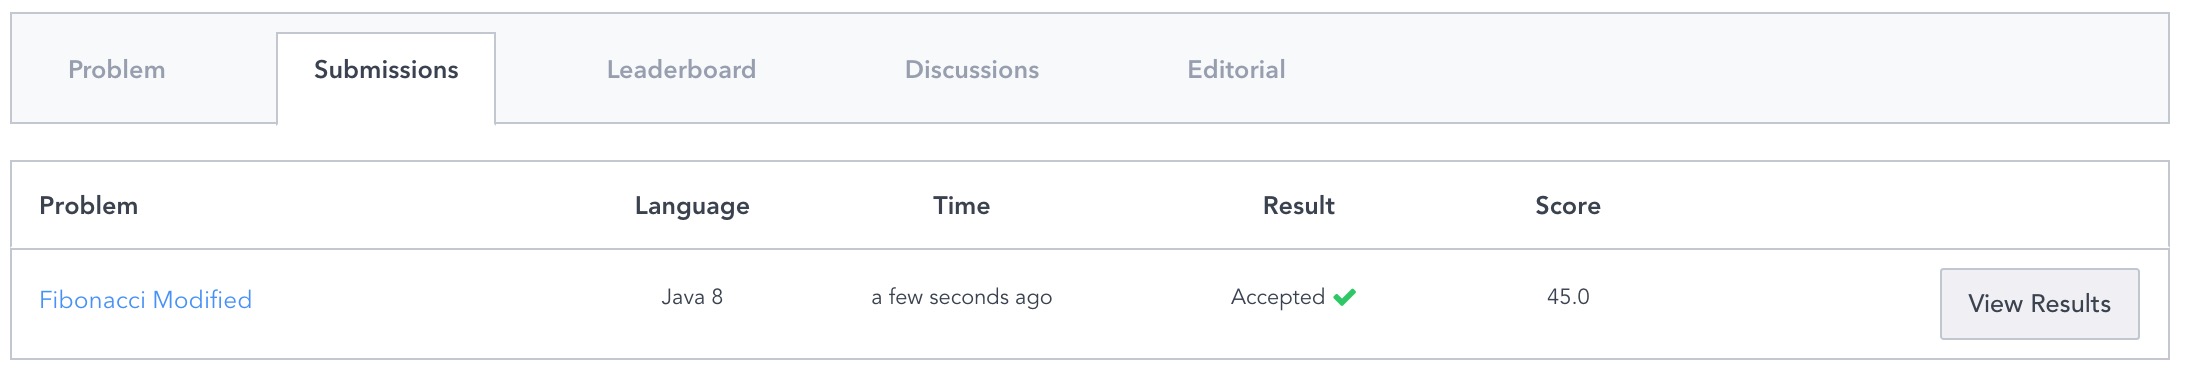 Problem Submissions Leaderboard Discussions Editorial
Problem Language Time Result Score
Fibonacci Modified Java 8 a few seconds ago Accepted 45.0 View Results